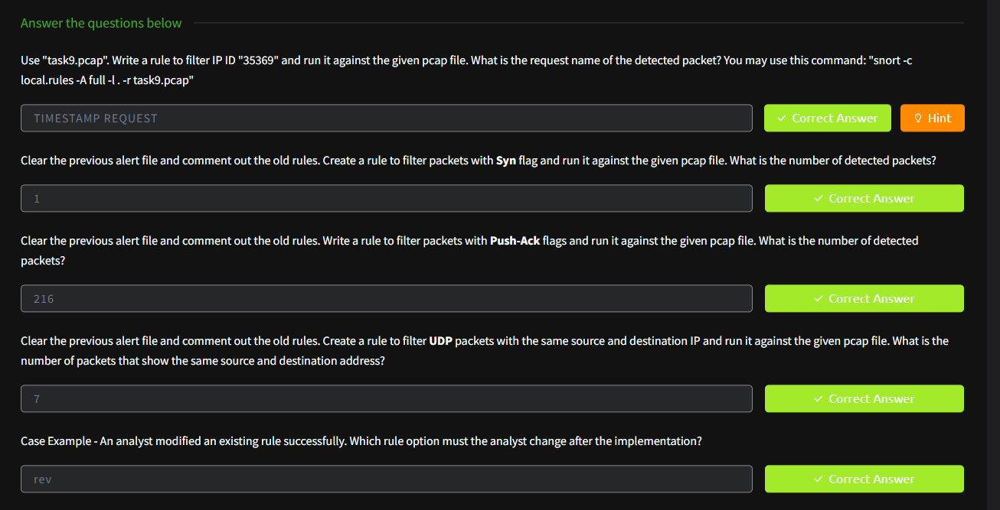 Answer the questions below
Use "task9.pcap". Write a rule to filter IP ID "35369" and run it against the given pcap file. What is the request name of the detected packet? You may use this command: "snort -c
local.rules -A full -l . -r task9.pcap"
TIMESTAMP REQUEST
Correct Answer
Hint
Clear the previous alert file and comment out the old rules. Create a rule to filter packets with Syn flag and run it against the given pcap file. What is the number of detected packets?
1
Correct Answer
Clear the previous alert file and comment out the old rules. Write a rule to filter packets with Push-Ack flags and run it against the given pcap file. What is the number of detected
packets?
216
Correct Answer
Clear the previous alert file and comment out the old rules. Create a rule to filter UDP packets with the same source and destination IP and run it against the given pcap file. What is the
number of packets that show the same source and destination address?
7
Correct Answer
Case Example - An analyst modified an existing rule successfully. Which rule option must the analyst change after the implementation?
rev
Correct Answer